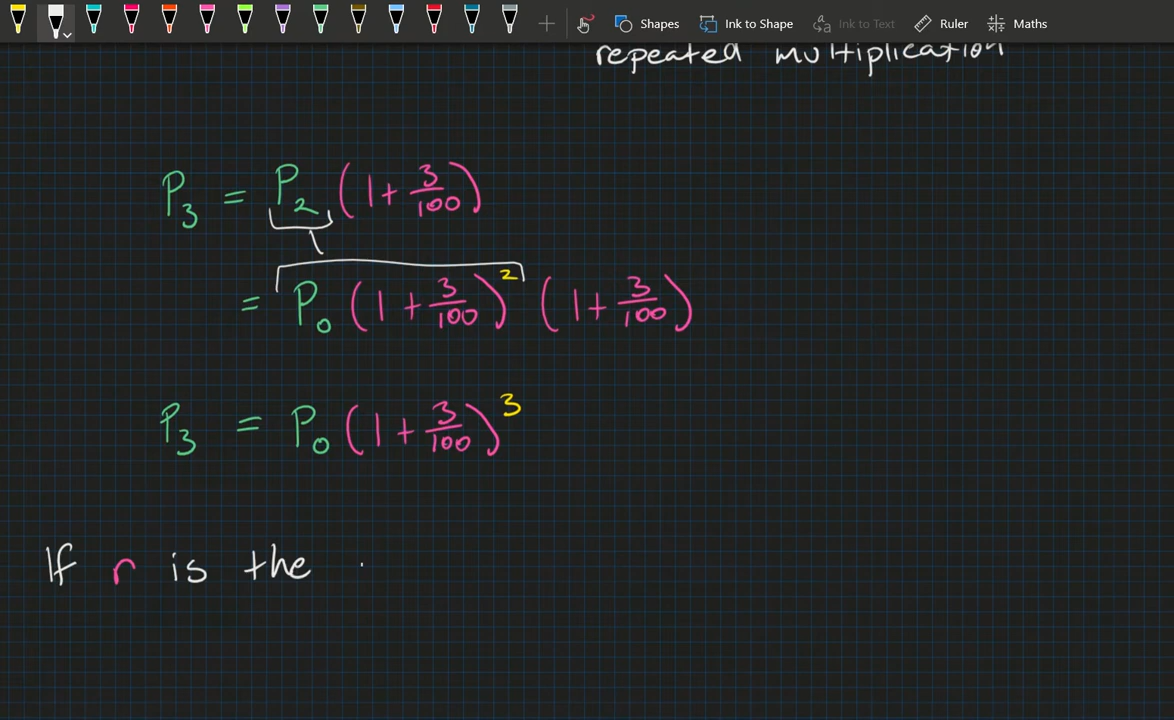 Shapes Ink to Shape Ink to Text Ruler Maths
repeated multiplication
P₃ = P₂ (1 + 3/100)
= P₀ (1 + 3/100)² (1 + 3/100)
P₃ = P₀ (1 + 3/100)³
If r is the